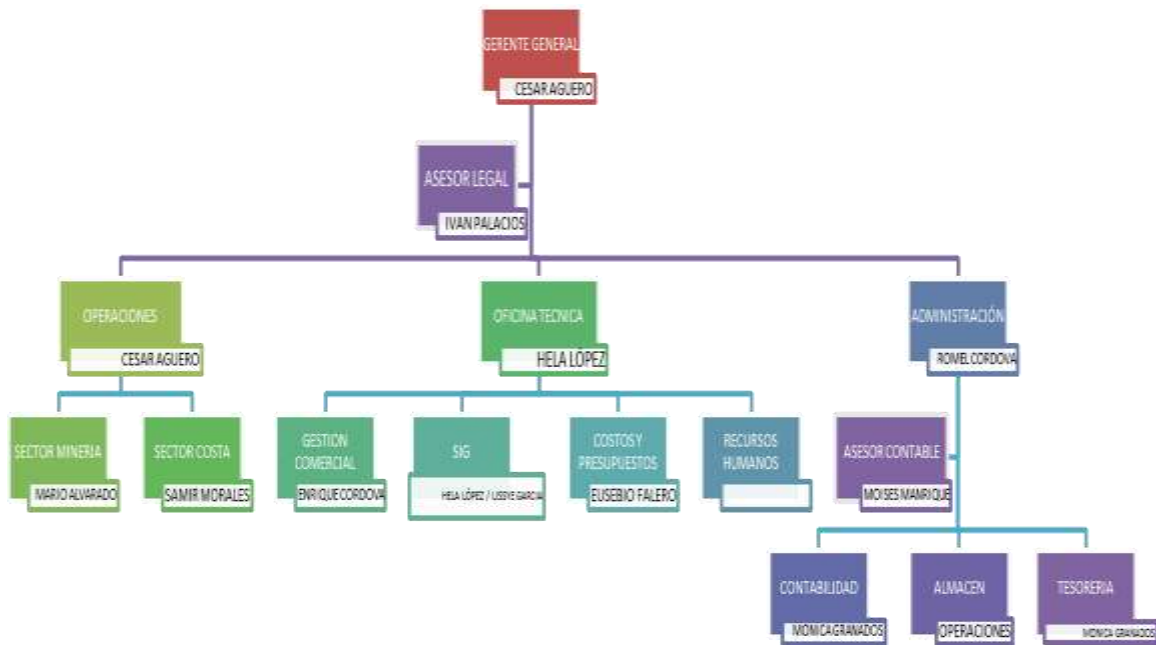 GERENTE GENERAL
CESAR AGUERO
ASESOR LEGAL
IVAN PALACIOS
OPERACIONES
CESAR AGUERO
OFICINA TECNICA
HELA LÓPEZ
ADMINISTRACIÓN
ROMEL CORDOVA
SECTOR MINERIA
MARIO ALVARADO
SECTOR COSTA
SAMIR MORALES
GESTION
COMERCIAL
ENRIQUE CORDOVA
SIG
HELA LÓPEZ / GARCIA
COSTOS Y
PRESUPUESTOS
EUSEBIO FALERO
RECURSOS
HUMANOS
ASESOR CONTABLE
MOISES MANRIQUE
CONTABILIDAD
MONICA GRANADOS
ALMACEN
OPERACIONES
TESORERIA
MONICA GRANADOS